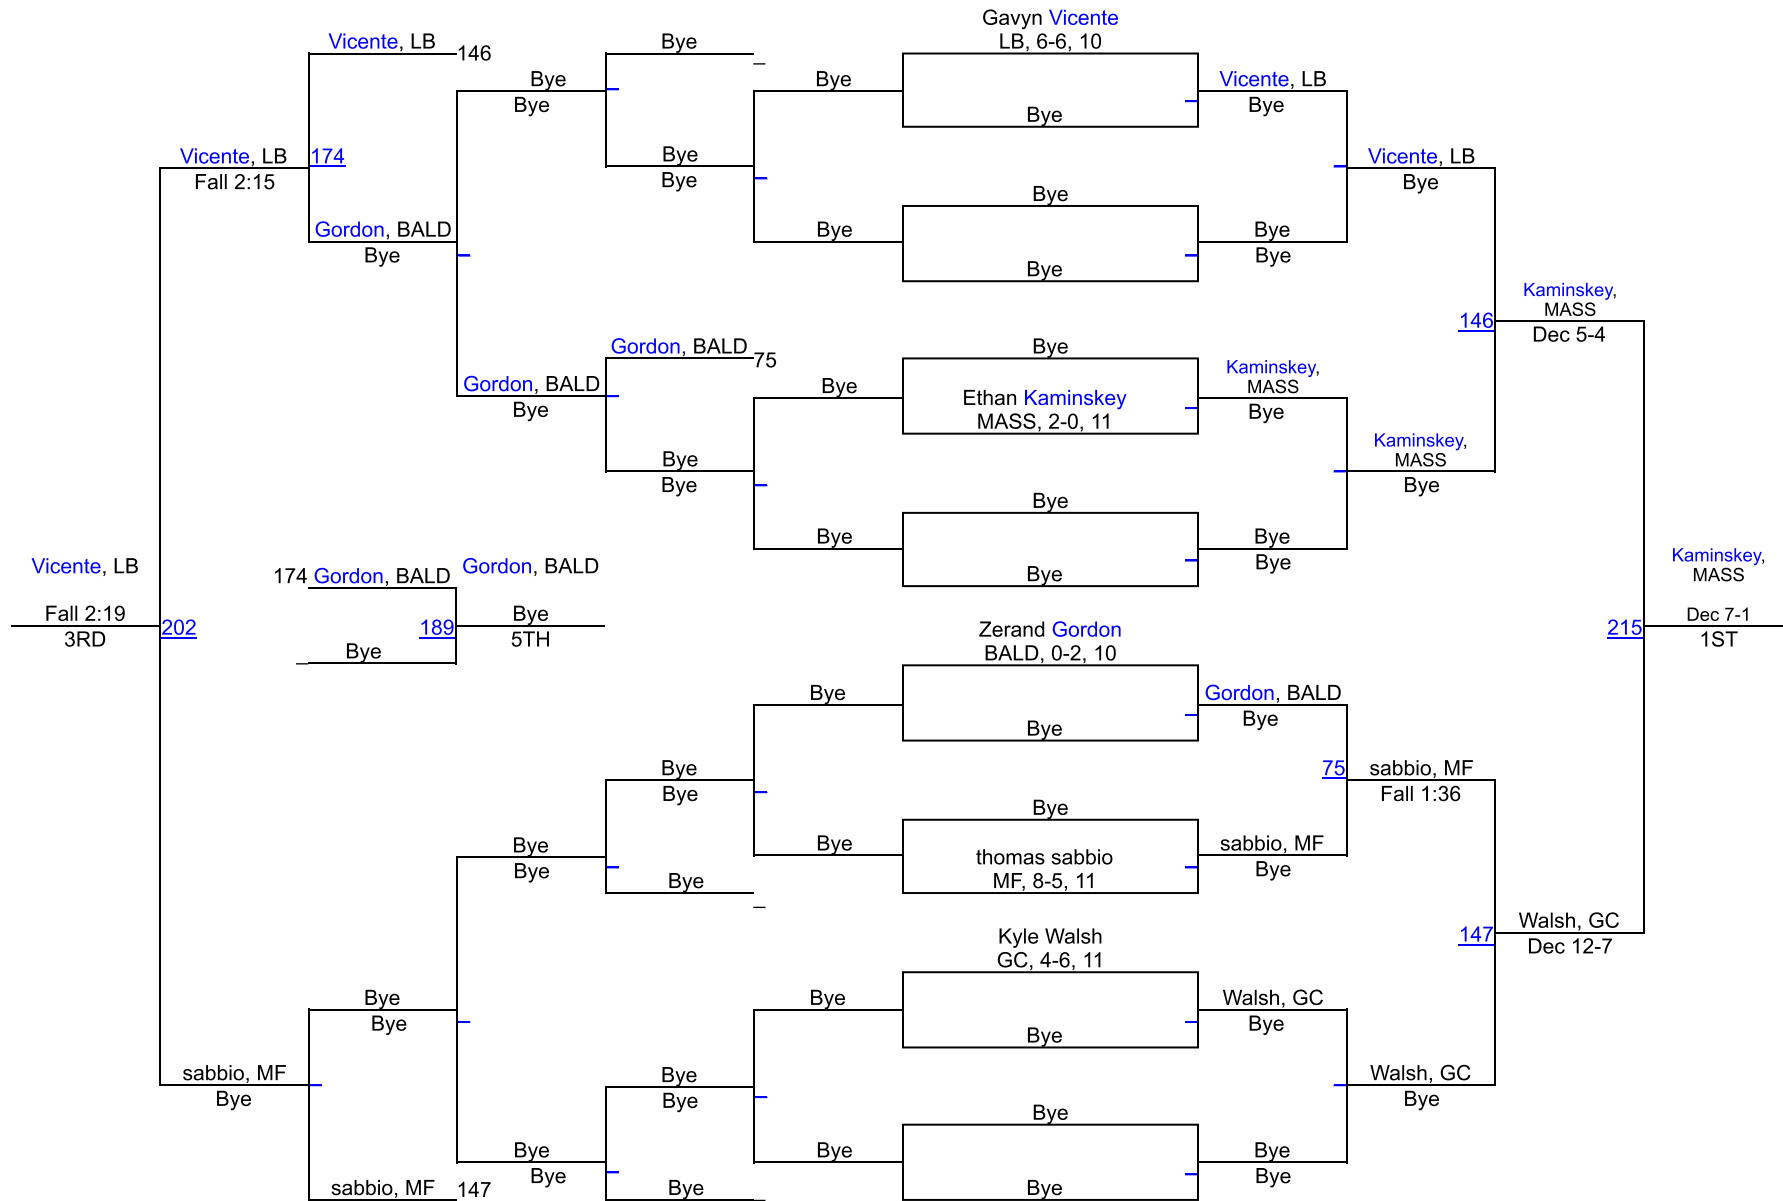 Gavyn Vicente
LB, 6-6, 10
Vicente, LB
146
Bye
_
Bye
Bye
Bye
Vicente, LB
Bye
Bye
Bye
Vicente, LB
Fall 2:15
174
Bye
Bye
Vicente, LB
Bye
Bye
Gordon, BALD
Bye
Bye
Bye
Bye
Bye
Kaminskey,
MASS
Dec 5-4
146
Gordon, BALD
75
Bye
Kaminskey,
MASS
Bye
Gordon, BALD
Bye
Bye
Ethan Kaminskey
MASS, 2-0, 11
Bye
Bye
Kaminskey,
MASS
Bye
Bye
Bye
Bye
Bye
Bye
Vicente, LB
Fall 2:19
3RD
202
174
Gordon, BALD
Gordon, BALD
189
Bye
5TH
_
Bye
Kaminskey,
MASS
Dec 7-1
1ST
215
Zerand Gordon
BALD, 0-2, 10
Bye
Gordon, BALD
Bye
Bye
Bye
Bye
75
sabbio, MF
Fall 1:36
Bye
Bye
Bye
Bye
thomas sabbio
MF, 8-5, 11
sabbio, MF
Bye
Bye
_
Kyle Walsh
GC, 4-6, 11
147
Walsh, GC
Dec 12-7
Bye
Bye
Bye
Walsh, GC
Bye
Bye
sabbio, MF
Bye
Bye
Bye
Walsh, GC
Bye
Bye
Bye
Bye
Bye
Bye
Bye
sabbio, MF
147
Bye
_
Bye